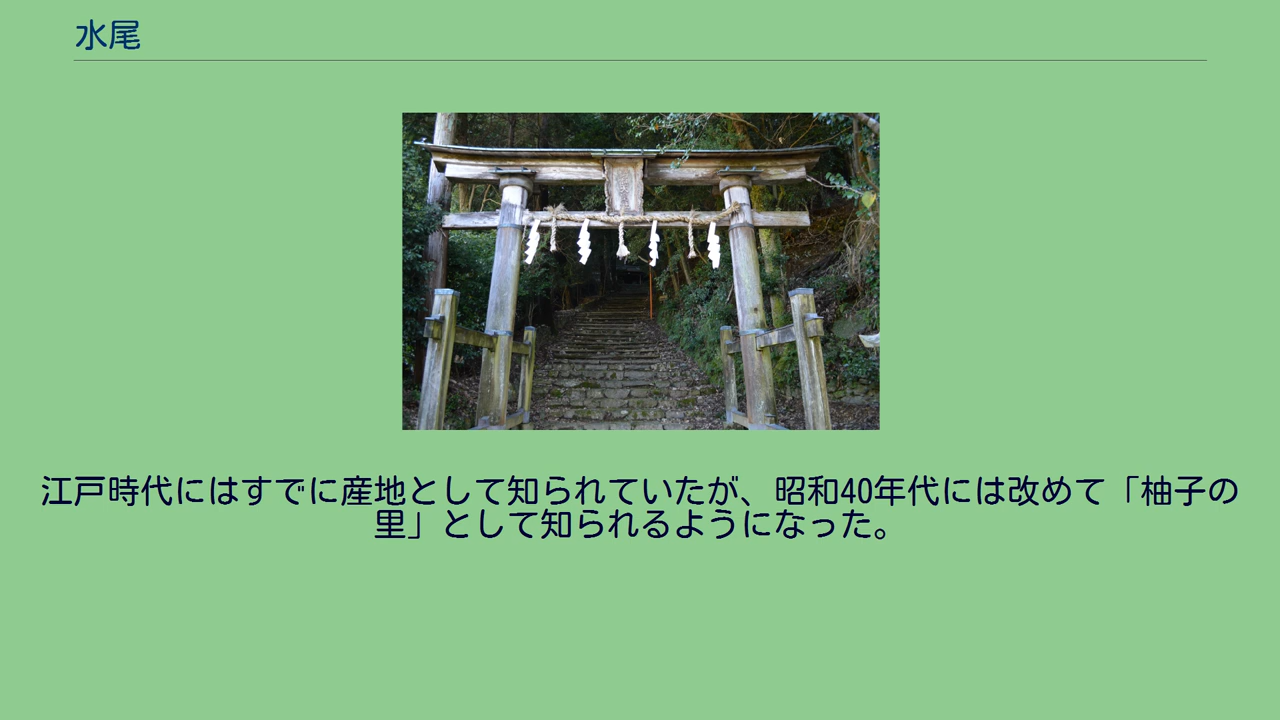 水尾
江戸時代にはすでに産地として知られていたが、昭和40年代には改めて「柚子の
里」として知られるようになった。